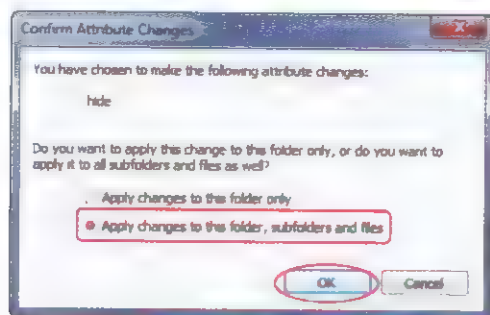 Confirm Attribute Changes
You have chosen to make the following attribute changes:
hide
Do you want to apply this change to this folder only, or do you want to
apply it to all subfolders and files as well?
Apply changes to this folder only
Apply changes to this folder, subfolders and files
OK
Cancel